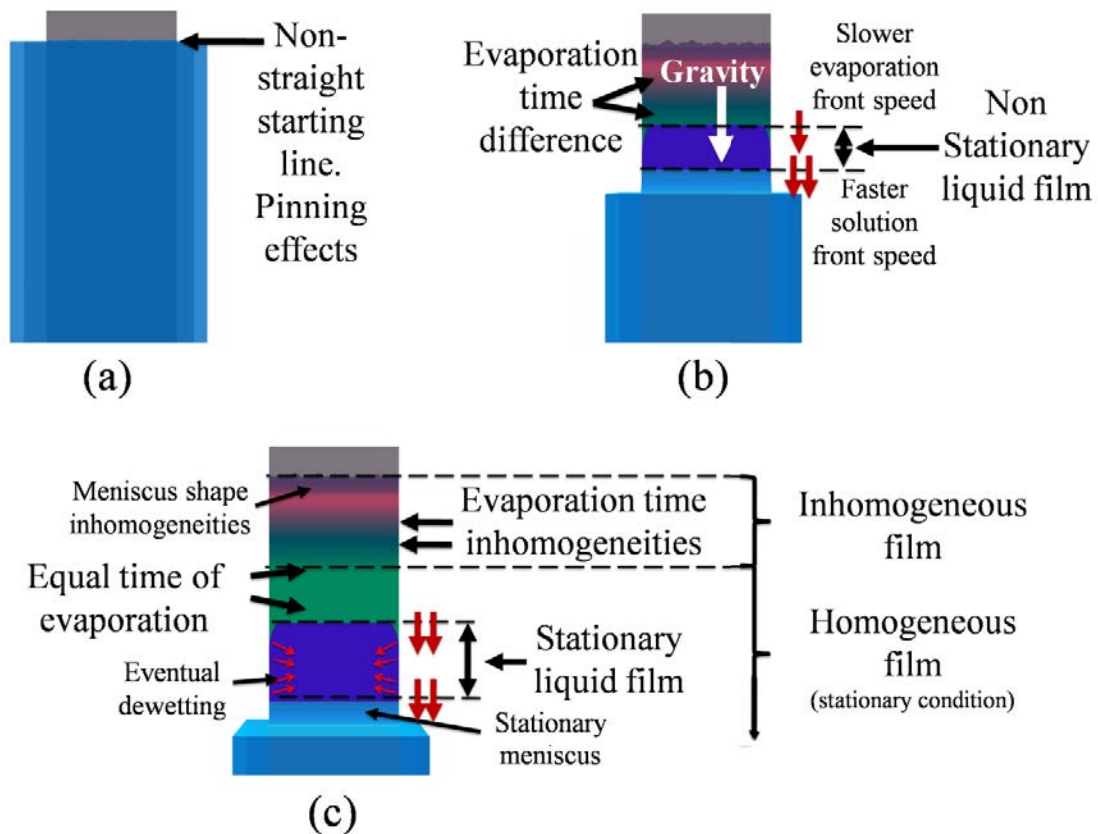 Non-
straight
starting
line.
Pinning
effects
(a)
Evaporation
time
difference
Gravity
Slower
evaporation
front speed
Non
Stationary
liquid film
Faster
solution
front speed
(b)
Meniscus shape
inhomogeneities
Evaporation time
inhomogeneities
Equal time of
evaporation
Eventual
dewetting
Stationary
liquid film
Stationary
meniscus
Inhomogeneous
film
Homogeneous
film
(stationary condition)
(c)